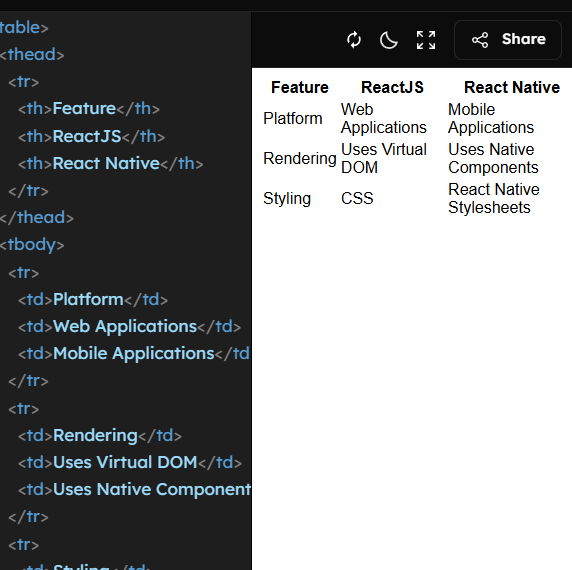 table>
<thead>
<tr>
<th>Feature</th>
<th>ReactJS</th>
<th>React Native</th>
</tr>
</thead>
<tbody>
<tr>
<td>Platform</td>
<td>Web Applications</td>
<td>Mobile Applications</td
</tr>
<tr>
<td>Rendering</td>
<td>Uses Virtual DOM</td>
<td>Uses Native Component
</tr>
<tr>
<td>Styling</td>
Share
Feature ReactJS React Native
Platform Web Applications Mobile Applications
Rendering Uses Virtual DOM Uses Native Components
Styling CSS React Native Stylesheets